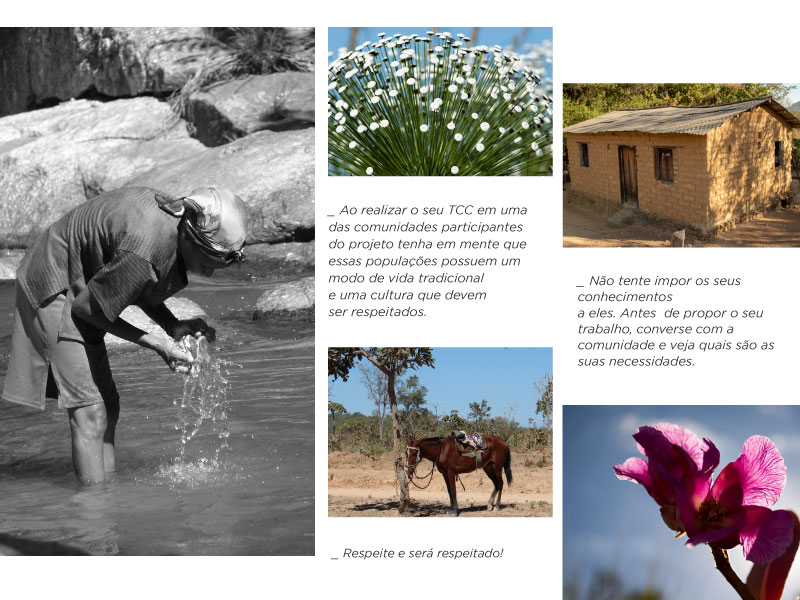 _ Ao realizar o seu TCC em uma
das comunidades participantes
do projeto tenha em mente que
essas populações possuem um
modo de vida tradicional
e uma cultura que devem
ser respeitados.
_ Não tente impor os seus
conhecimentos
a eles. Antes  de propor o seu
trabalho, converse com a
comunidade e veja quais são as
suas necessidades.
_ Respeite e será respeitado!